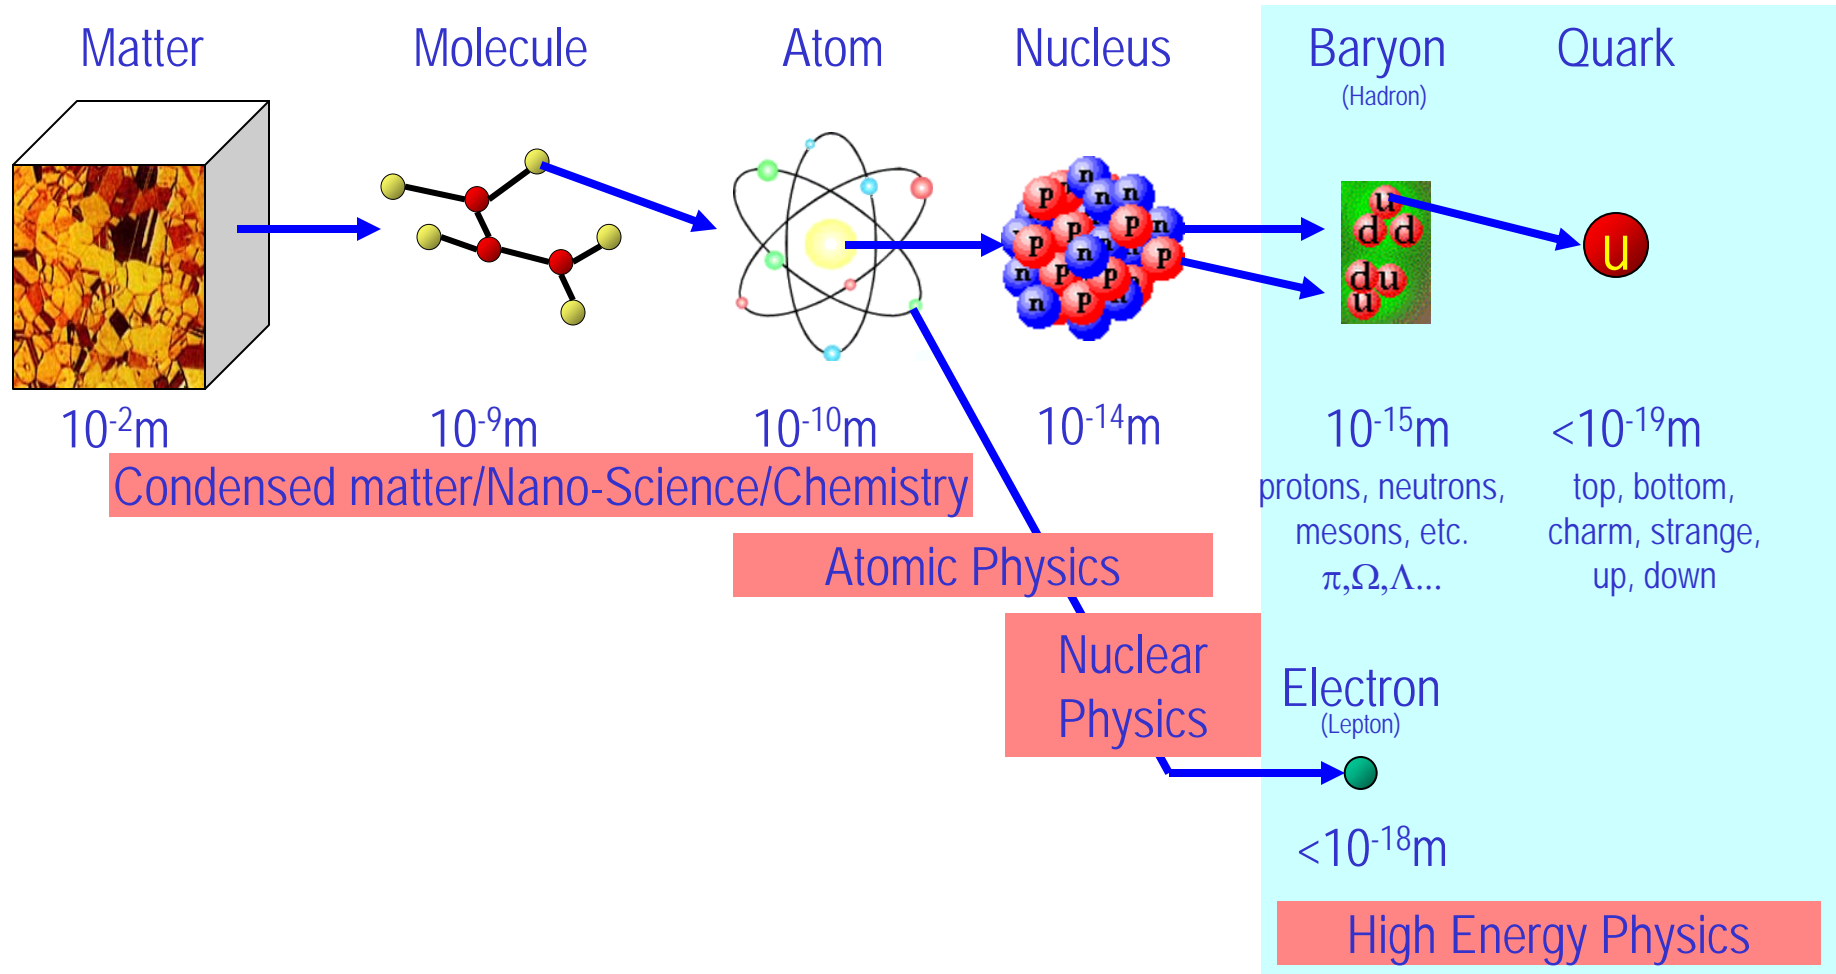 Matter Molecule Atom Nucleus Baryon Quark
(Hadron)
p n n n
p p n
p n p
n p p
n p n
u
d d
d u
u
u
10⁻²m 10⁻⁹m 10⁻¹⁰m 10⁻¹⁴m 10⁻¹⁵m <10⁻¹⁹m
Condensed matter/Nano-Science/Chemistry
protons, neutrons,
mesons, etc.
π,Ω,Λ...
top, bottom,
charm, strange,
up, down
Atomic Physics
Nuclear
Physics
Electron
(Lepton)
<10⁻¹⁸m
High Energy Physics